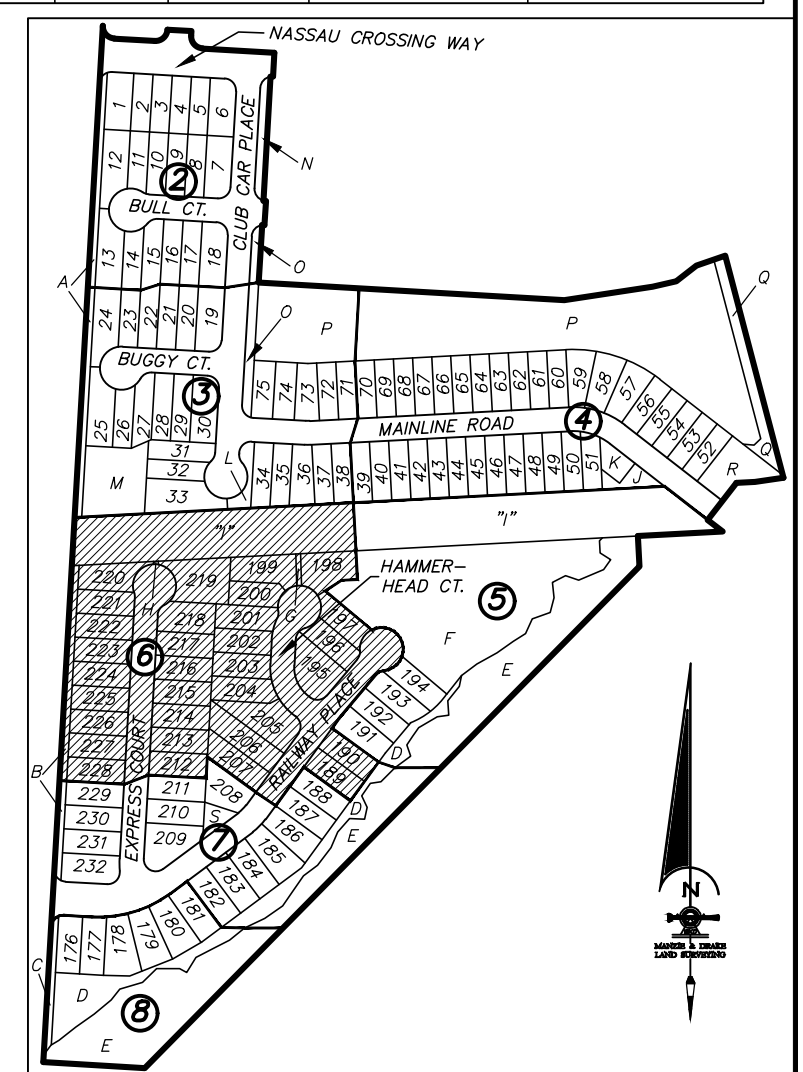 NASSAU CROSSING WAY
1 2 3 4 5 6
CLUB CAR PLACE
N
12 11 10 9 8 7
2
BULL CT.
13 14 15 16 17 18
O
A
24 23 22 21 20 19
O
P
P
Q
BUGGY CT.
3
75 74 73 72 71 70 69 68 67 66 65 64 63 62 61 60 59 58 57 56 55 54 53 52
4
MAINLINE ROAD
25 26 27 28 29 30
31
32
33
L
M
34 35 36 37 38 39 40 41 42 43 44 45 46 47 48 49 50 51 K J
R
Q
"I"
"I"
HAMMER-
HEAD CT.
5
220
221
222
223
224
225
226
227
228
H
6
219
218
217
216
215
214
213
212
199
200
201
202
203
204
205
206
207
198
G
197
196
195
F
E
194
193
192
191
D
190
189
RAILWAY PLACE
EXPRESS COURT
B
229
230
231
232
211
210
209
208
S
7
188
187
186
185
184
183
182
181
180
179
178
177
176
D
E
C
D
8
E
N
MANZIE & DRAKE
LAND SURVEYING